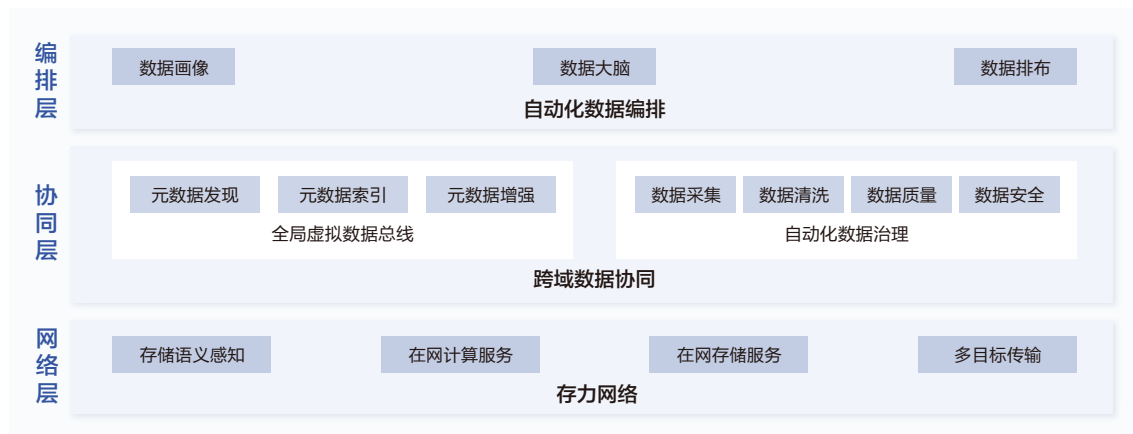 编排层
数据画像
数据大脑
数据排布
自动化数据编排
协同层
元数据发现
元数据索引
元数据增强
全局虚拟数据总线
数据采集
数据清洗
数据质量
数据安全
自动化数据治理
跨域数据协同
网络层
存储语义感知
在网计算服务
在网存储服务
多目标传输
存力网络